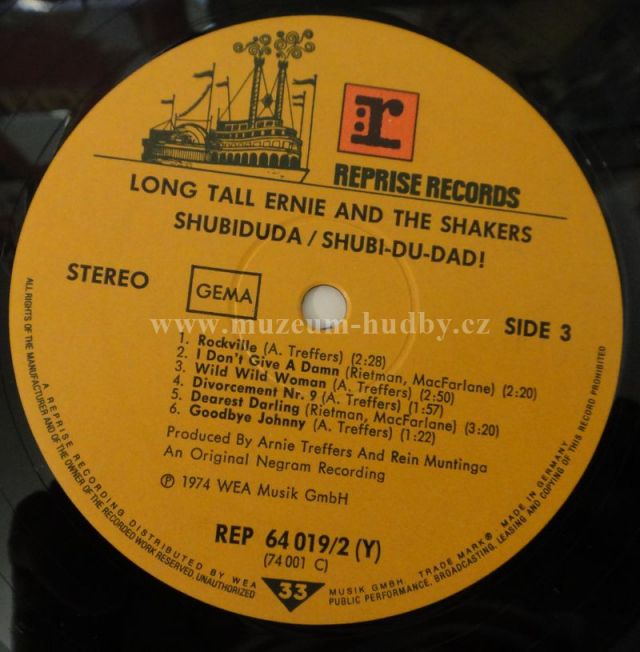 r:
REPRISE RECORDS
LONG TALL ERNIE AND THE SHAKERS
SHUBIDUDA / SHUBI-DU-DAD!
STEREO
GEMA
www.muzeum-hudby.cz
SIDE 3
1. Rockville (A. Treffers) (2:28)
2. I Don't Give A Damn (Rietman, MacFarlane) (2:20)
3. Wild Wild Woman (A. Treffers) (2:50)
4. Divorcement Nr. 9 (A. Treffers) (1:57)
5. Dearest Darling (Rietman, MacFarlane) (3:20)
6. Goodbye Johnny (A. Treffers) (1:22)
Produced By Arnie Treffers And Rein Muntinga
An Original Negram Recording
℗ 1974 WEA Musik GmbH
REP 64 019/2 (Y)
(74 001 C)
33
A REPRISE RECORDING DISTRIBUTED BY WEA MUSIK GMBH TRADE MARK® MADE IN GERMANY
ALL RIGHTS OF THE MANUFACTURER AND OF THE OWNER OF THE RECORDED WORK RESERVED, UNAUTHORIZED PUBLIC PERFORMANCE, BROADCASTING, LEASING AND COPYING OF THIS RECORD PROHIBITED